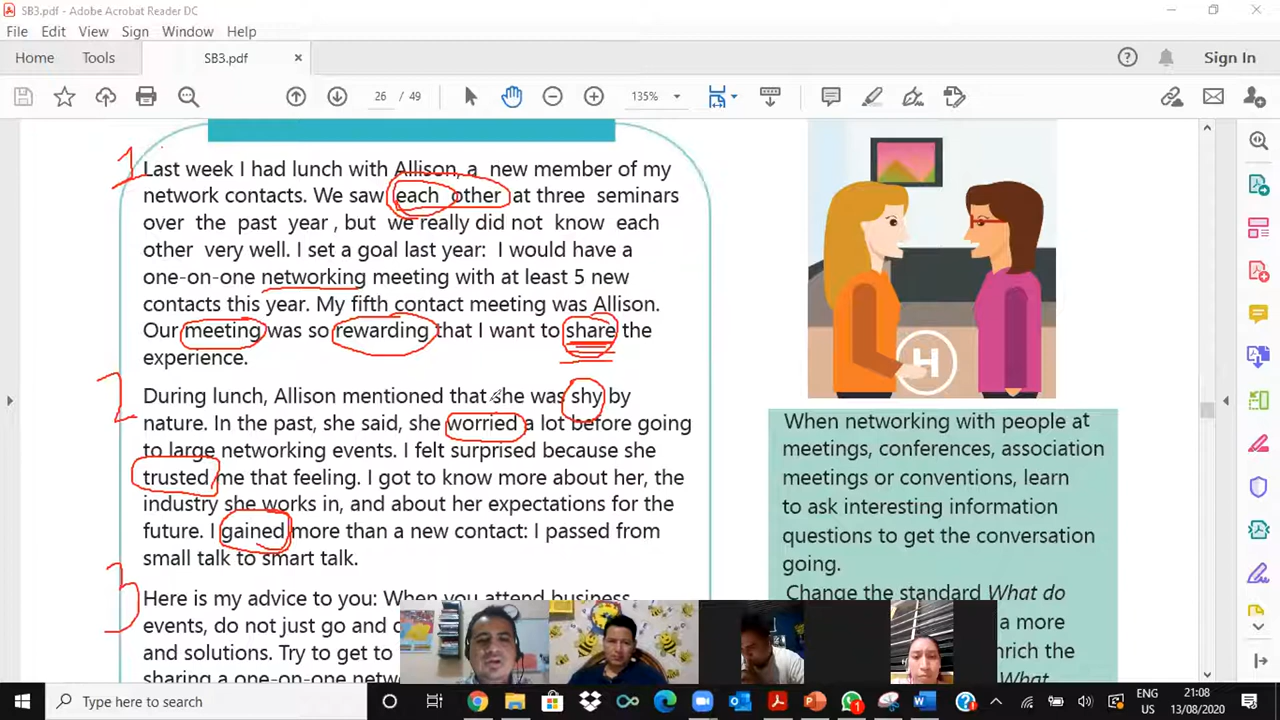 SB3.pdf - Adobe Acrobat Reader DC
File Edit View Sign Window Help
Home Tools SB3.pdf × Sign In
26 / 49 135%
1
Last week I had lunch with Allison, a new member of my
network contacts. We saw each other at three seminars
over the past year , but we really did not know each
other very well. I set a goal last year: I would have a
one-on-one networking meeting with at least 5 new
contacts this year. My fifth contact meeting was Allison.
Our meeting was so rewarding that I want to share the
experience.
2
During lunch, Allison mentioned that she was shy by
nature. In the past, she said, she worried a lot before going
to large networking events. I felt surprised because she
trusted me that feeling. I got to know more about her, the
industry she works in, and about her expectations for the
future. I gained more than a new contact: I passed from
small talk to smart talk.
3
Here is my advice to you: When you attend business
events, do not just go and
and solutions. Try to get to
sharing a one-on-one
H
When networking with people at
meetings, conferences, association
meetings or conventions, learn
to ask interesting information
questions to get the conversation
going.
Change the standard What do
a more
the
What
Type here to search
ENG
US
21:08
13/08/2020